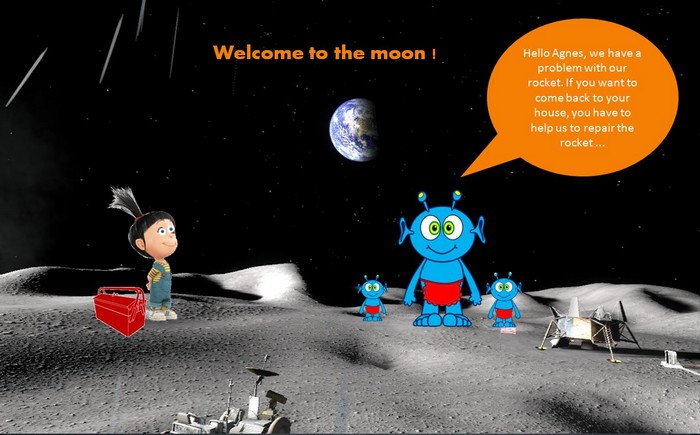 Welcome to the moon !
Hello Agnes, we have a
problem with our
rocket. If you want to
come back to your
house, you have to
help us to repair the
rocket ...